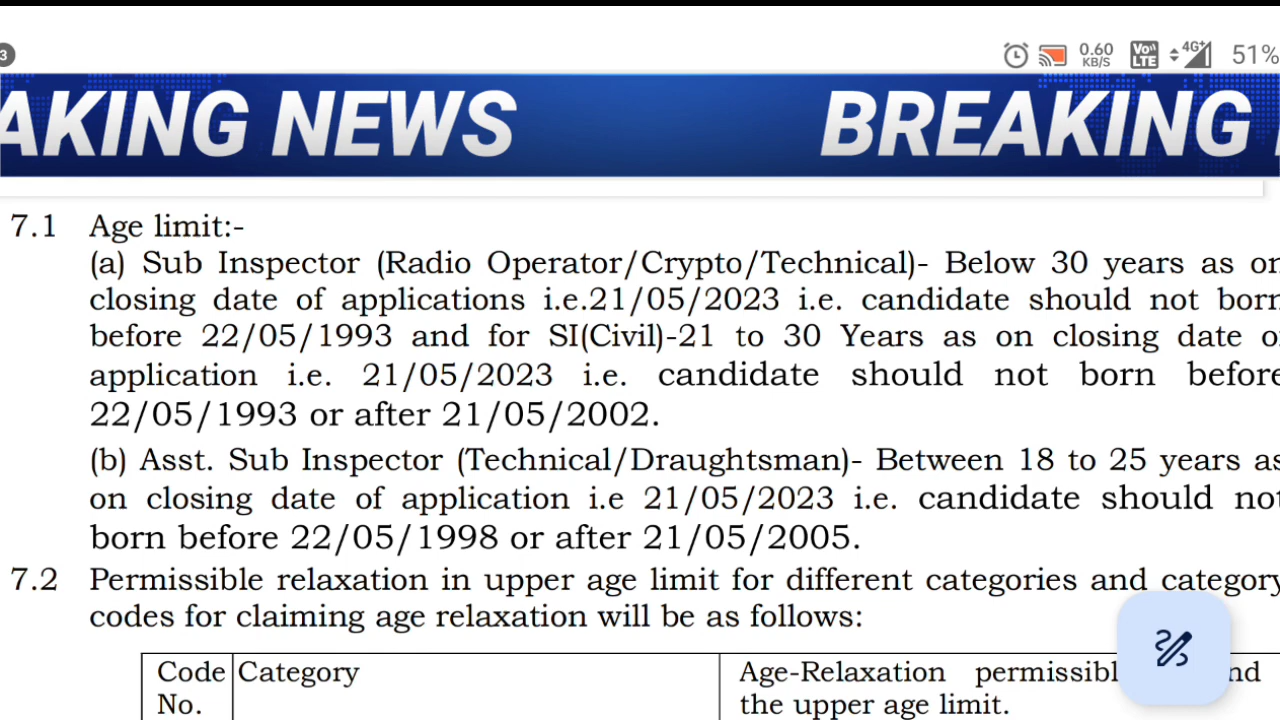 3
0.60 KB/S
Vo LTE
4G+
51%
AKING NEWS BREAKING
7.1 Age limit:-
(a) Sub Inspector (Radio Operator/Crypto/Technical)- Below 30 years as on
closing date of applications i.e.21/05/2023 i.e. candidate should not born
before 22/05/1993 and for SI(Civil)-21 to 30 Years as on closing date o
application i.e. 21/05/2023 i.e. candidate should not born before
22/05/1993 or after 21/05/2002.
(b) Asst. Sub Inspector (Technical/Draughtsman)- Between 18 to 25 years as
on closing date of application i.e 21/05/2023 i.e. candidate should not
born before 22/05/1998 or after 21/05/2005.
7.2 Permissible relaxation in upper age limit for different categories and category
codes for claiming age relaxation will be as follows:
Code Category Age-Relaxation permissibl nd
No. the upper age limit.